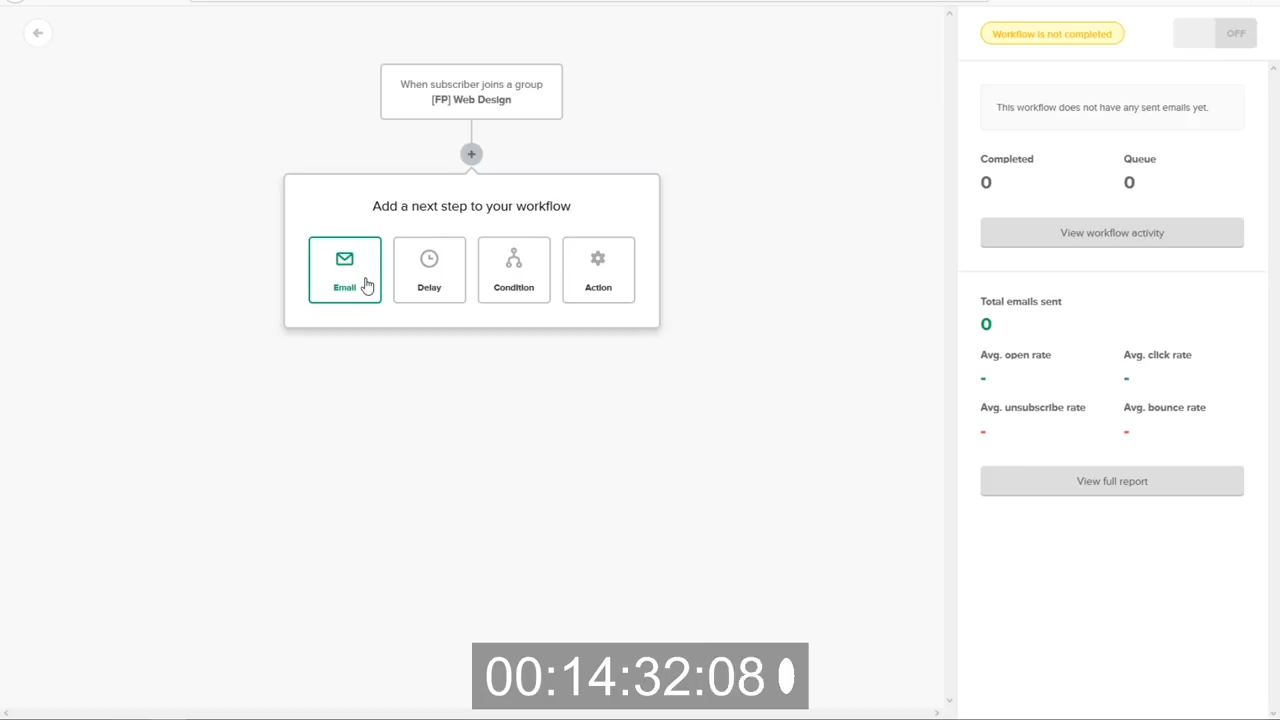 When subscriber joins a group
[FP] Web Design
+
Add a next step to your workflow
Email
Delay
Condition
Action
Workflow is not completed
OFF
This workflow does not have any sent emails yet.
Completed
Queue
0
0
View workflow activity
Total emails sent
0
Avg. open rate
Avg. click rate
-
-
Avg. unsubscribe rate
Avg. bounce rate
-
-
View full report
00:14:32:08